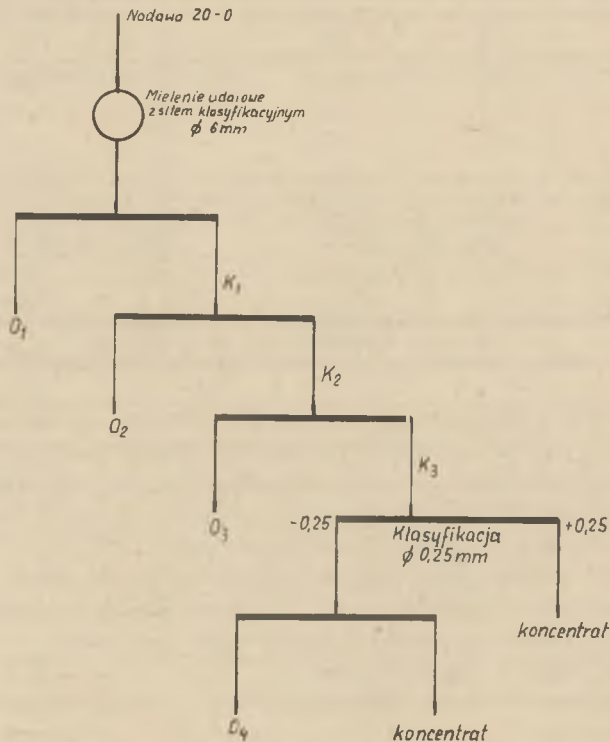 Nadawa 20-0
Mielenie udarowe
z sitem klasyfikacyjnym
ϕ 6mm
K1
O1
K2
O2
K3
O3
-0,25
+0,25
Klasyfikacja
ϕ 0,25mm
koncentrat
O4
koncentrat